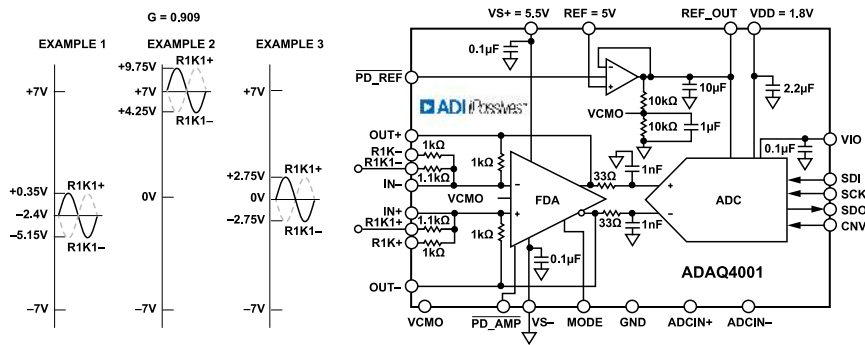 G = 0.909
EXAMPLE 1
EXAMPLE 2
EXAMPLE 3
+7V
+0.35V
R1K1+
–2.4V
–5.15V
R1K1–
–7V
+9.75V
R1K1+
+7V
+4.25V
R1K1–
0V
–7V
+7V
+2.75V
R1K1+
0V
–2.75V
R1K1–
–7V
VS+ = 5.5V
REF = 5V
REF_OUT
VDD = 1.8V
0.1µF
PD_REF
10µF
2.2µF
10kΩ
VCMO
10kΩ
1µF
ADI iPassives™
OUT+
R1K–
1kΩ
R1K1–
1.1kΩ
IN–
1kΩ
VCMO
FDA
33Ω
1nF
0.1µF
VIO
ADC
SDI
SCK
SDO
CNV
IN+
R1K1+
1.1kΩ
R1K+
1kΩ
1kΩ
33Ω
1nF
0.1µF
OUT–
ADAQ4001
VCMO
PD_AMP
VS–
MODE
GND
ADCIN+
ADCIN–